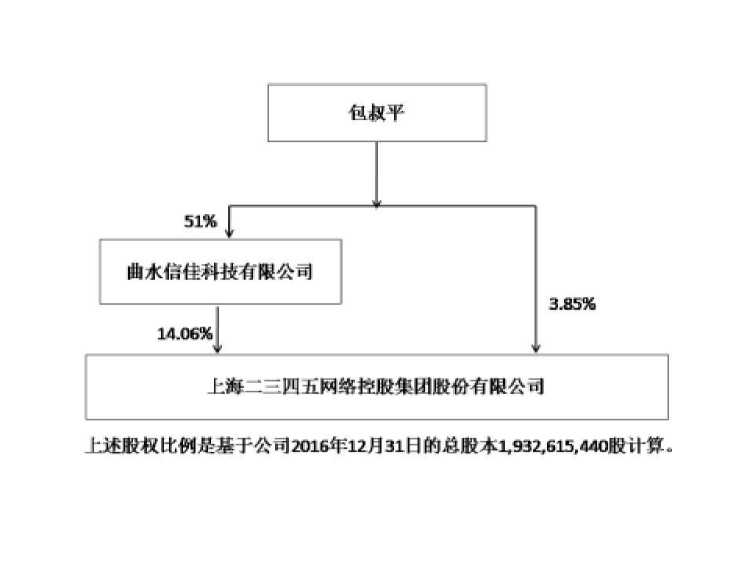 包叔平
51%
曲水信佳科技有限公司
3.85%
14.06%
上海二三四五网络控股集团股份有限公司
上述股权比例是基于公司2016年12月31日的总股本1,932,615,440股计算。